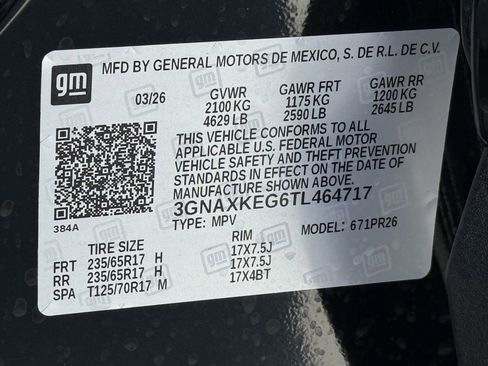 gm MFD BY GENERAL MOTORS DE MEXICO, S. DE R.L. DE C.V.
03/26 GVWR GAWR FRT GAWR RR
2100 KG 1175 KG 1200 KG
4629 LB 2590 LB 2645 LB
THIS VEHICLE CONFORMS TO ALL
APPLICABLE U.S. FEDERAL MOTOR
VEHICLE SAFETY AND THEFT PREVENTION
STANDARDS IN EFFECT ON THE DATE OF
MANUFACTURE SHOWN ABOVE.
3GNAXKEG6TL464717
384A
TYPE: MPV MODEL: 671PR26
TIRE SIZE RIM
FRT 235/65R17 H 17X7.5J
RR 235/65R17 H 17X7.5J
SPA T125/70R17 M 17X4BT